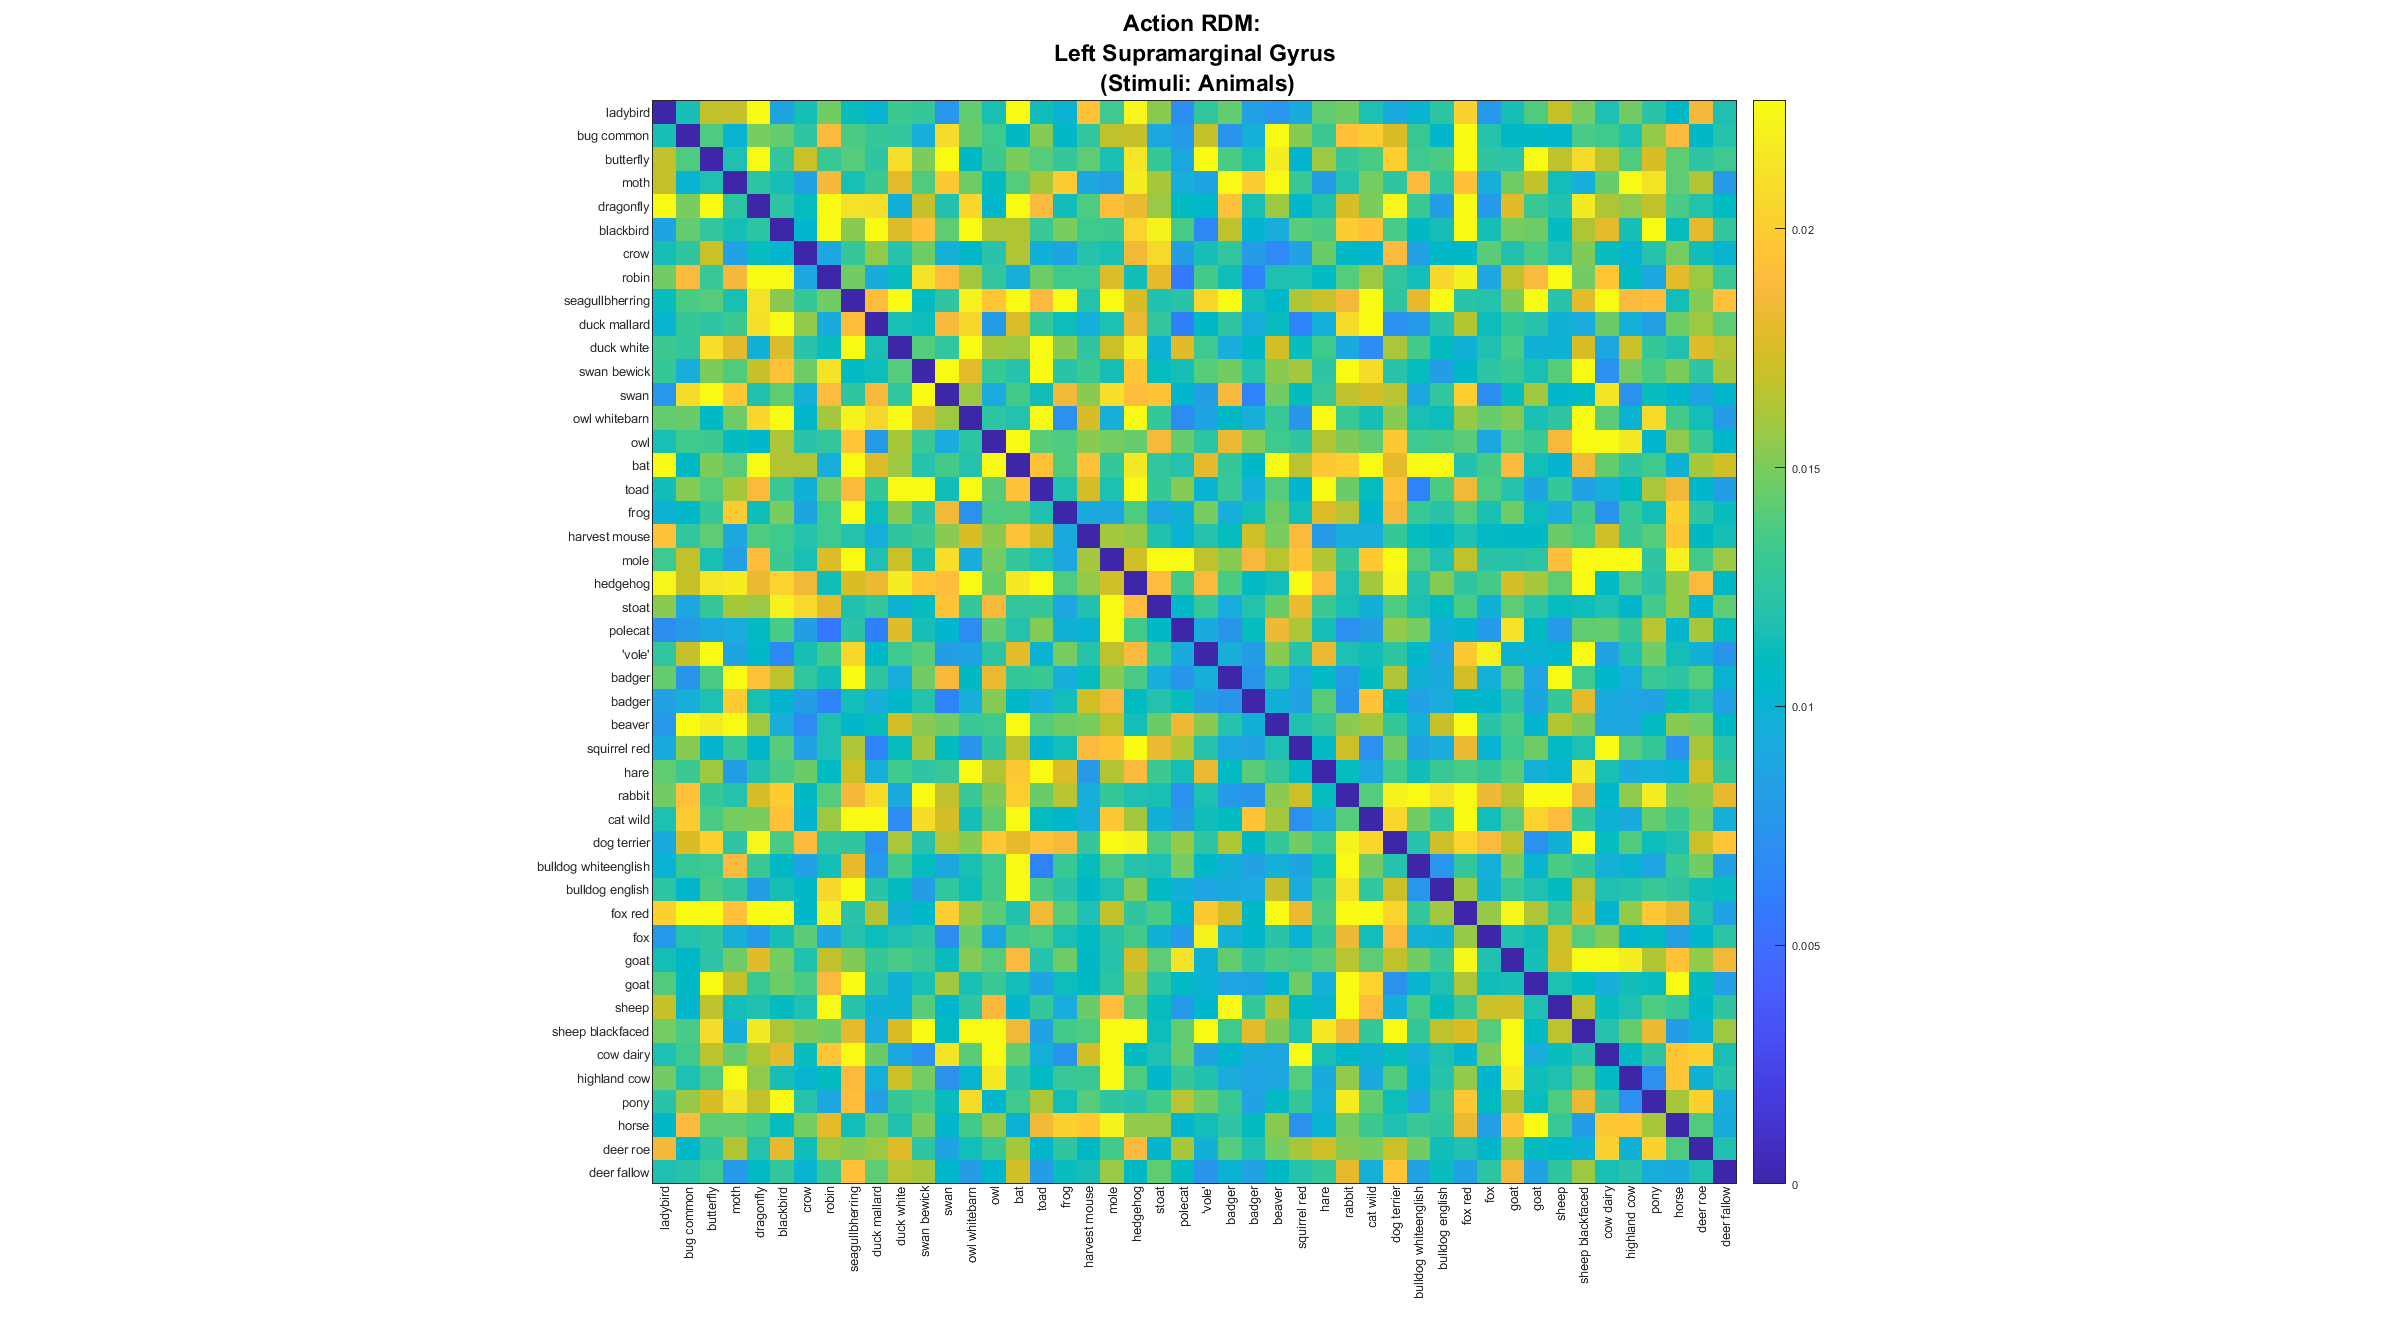 Action RDM:
Left Supramarginal Gyrus
(Stimuli: Animals)
ladybird
bug common
butterfly
moth
dragonfly
blackbird
crow
robin
seagullbherring
duck mallard
duck white
swan bewick
swan
owl whitebarn
owl
bat
toad
frog
harvest mouse
mole
hedgehog
stoat
polecat
'vole'
badger
badger
beaver
squirrel red
hare
rabbit
cat wild
dog terrier
bulldog whiteenglish
bulldog english
fox red
fox
goat
goat
sheep
sheep blackfaced
cow dairy
highland cow
pony
horse
deer roe
deer fallow
0.02
0.015
0.01
0.005
0
ladybird
bug common
butterfly
moth
dragonfly
blackbird
crow
robin
seagullbherring
duck mallard
duck white
swan bewick
swan
owl whitebarn
owl
bat
toad
frog
harvest mouse
mole
hedgehog
stoat
polecat
'vole'
badger
badger
beaver
squirrel red
hare
rabbit
cat wild
dog terrier
bulldog whiteenglish
bulldog english
fox red
fox
goat
goat
sheep
sheep blackfaced
cow dairy
highland cow
pony
horse
deer roe
deer fallow